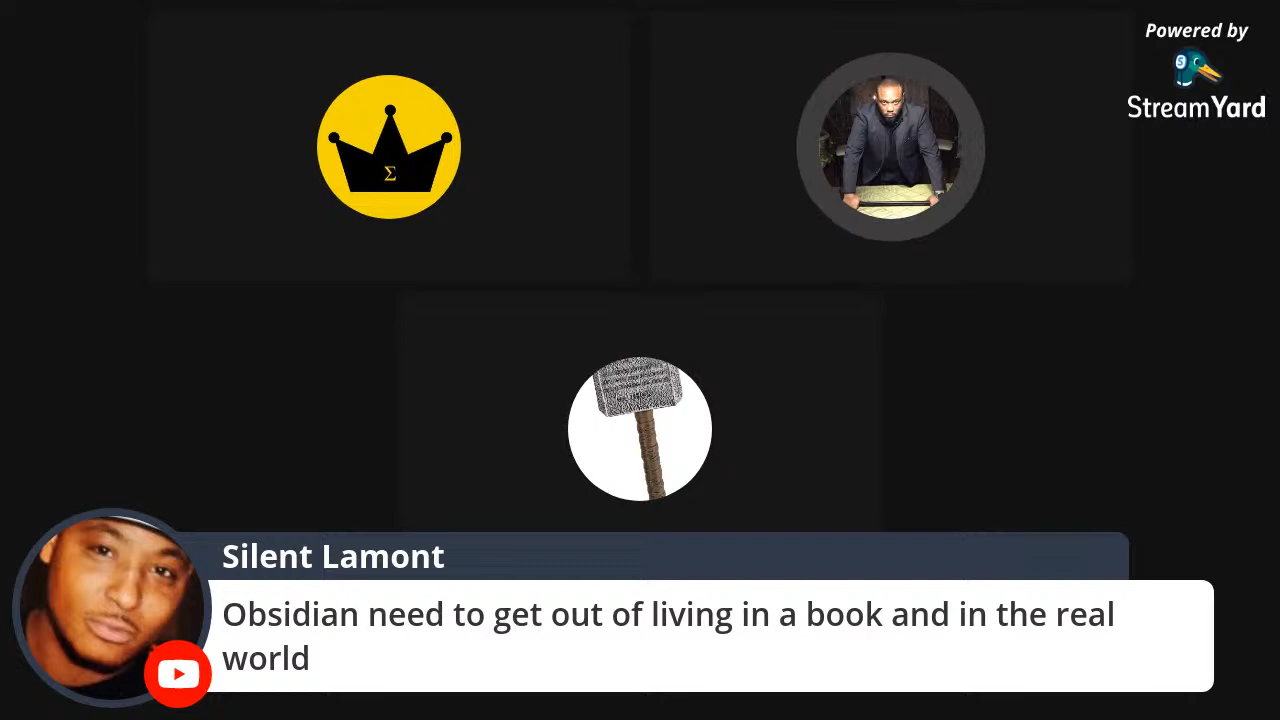 Powered by
StreamYard
S
Σ
Silent Lamont
Obsidian need to get out of living in a book and in the real
world